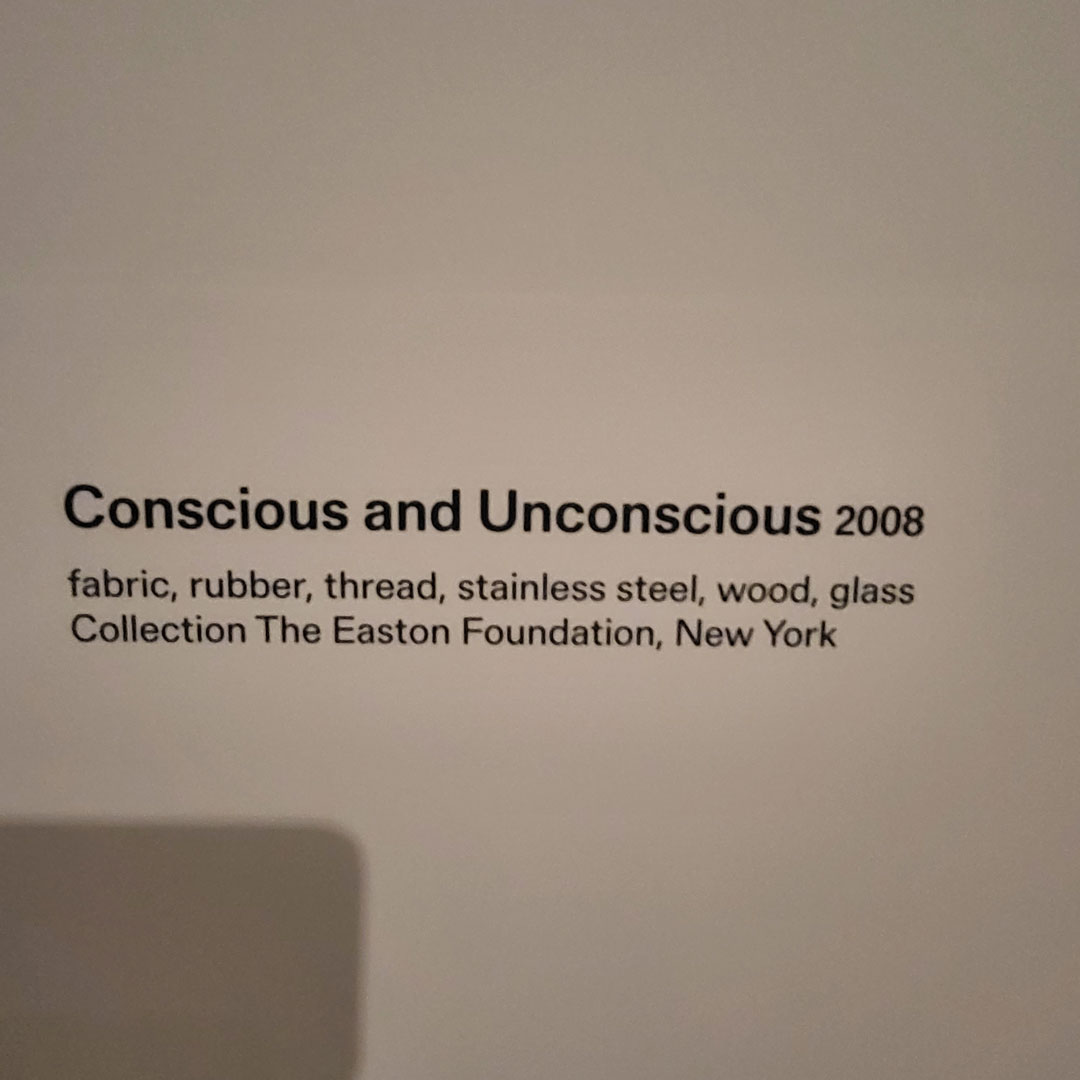 Conscious and Unconscious 2008
fabric, rubber, thread, stainless steel, wood, glass
Collection The Easton Foundation, New York